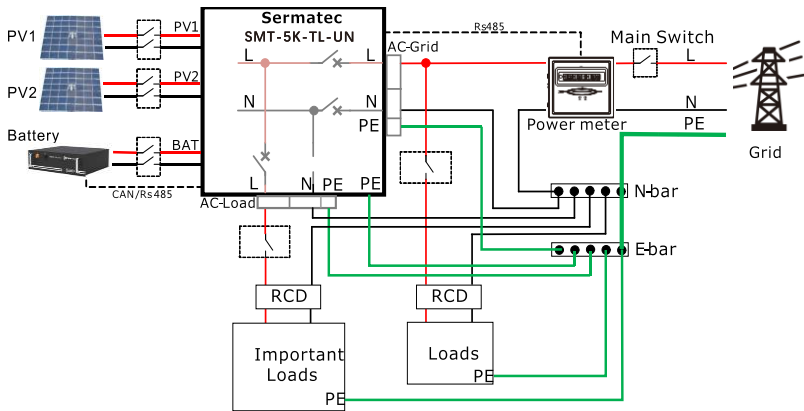 Sermatec
SMT-5K-TL-UN
PV1
PV1
PV2
PV2
Battery
BAT
CAN/Rs485
L
N
L
N
PE
AC-Grid
Rs485
Main Switch
L
N
PE
Power meter
Grid
L
N
PE
PE
AC-Load
N-bar
E-bar
RCD
RCD
Important
Loads
PE
Loads
PE